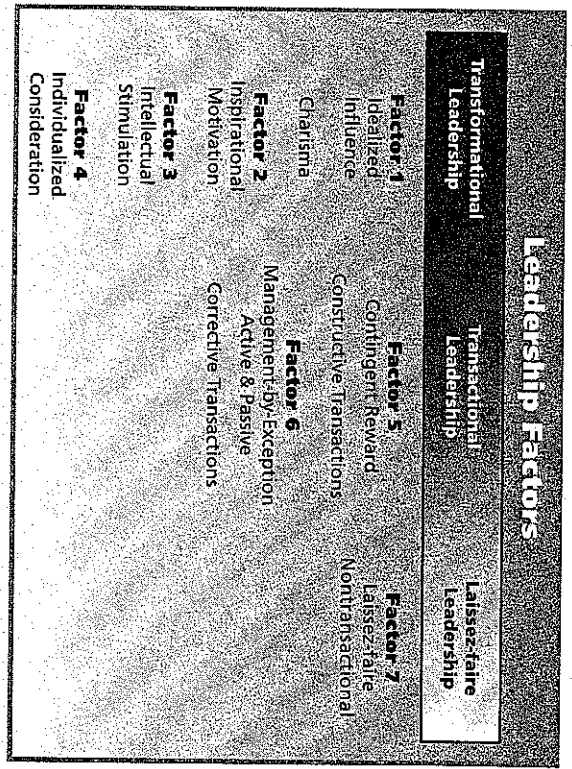 Leadership Factors
Transformational
Leadership
Transactional
Leadership
Laissez-faire
Leadership
Factor 1
Idealized
Influence
Charisma
Factor 2
Inspirational
Motivation
Factor 3
Intellectual
Stimulation
Factor 4
Individualized
Consideration
Factor 5
Contingent Reward
Constructive Transactions
Factor 6
Management-by-Exception
Active & Passive
Corrective Transactions
Factor 7
Laissez-faire
Nontransactional